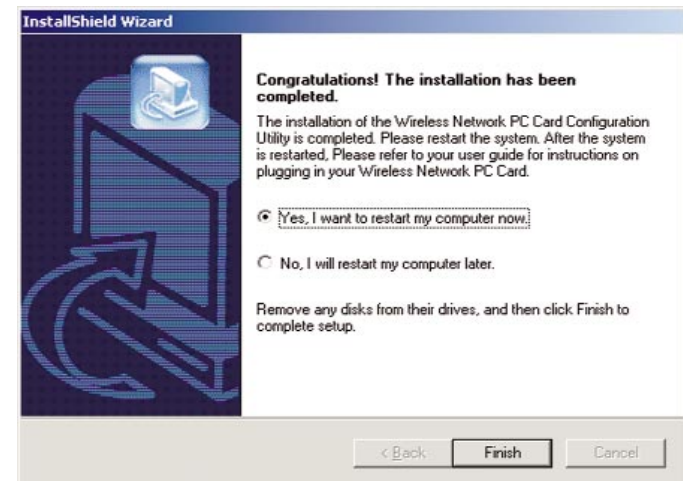 InstallShield Wizard
Congratulations! The installation has been
completed.
The installation of the Wireless Network PC Card Configuration
Utility is completed. Please restart the system. After the system
is restarted, Please refer to your user guide for instructions on
plugging in your Wireless Network PC Card.
Yes, I want to restart my computer now.
No, I will restart my computer later.
Remove any disks from their drives, and then click Finish to
complete setup.
< Back Finish Cancel